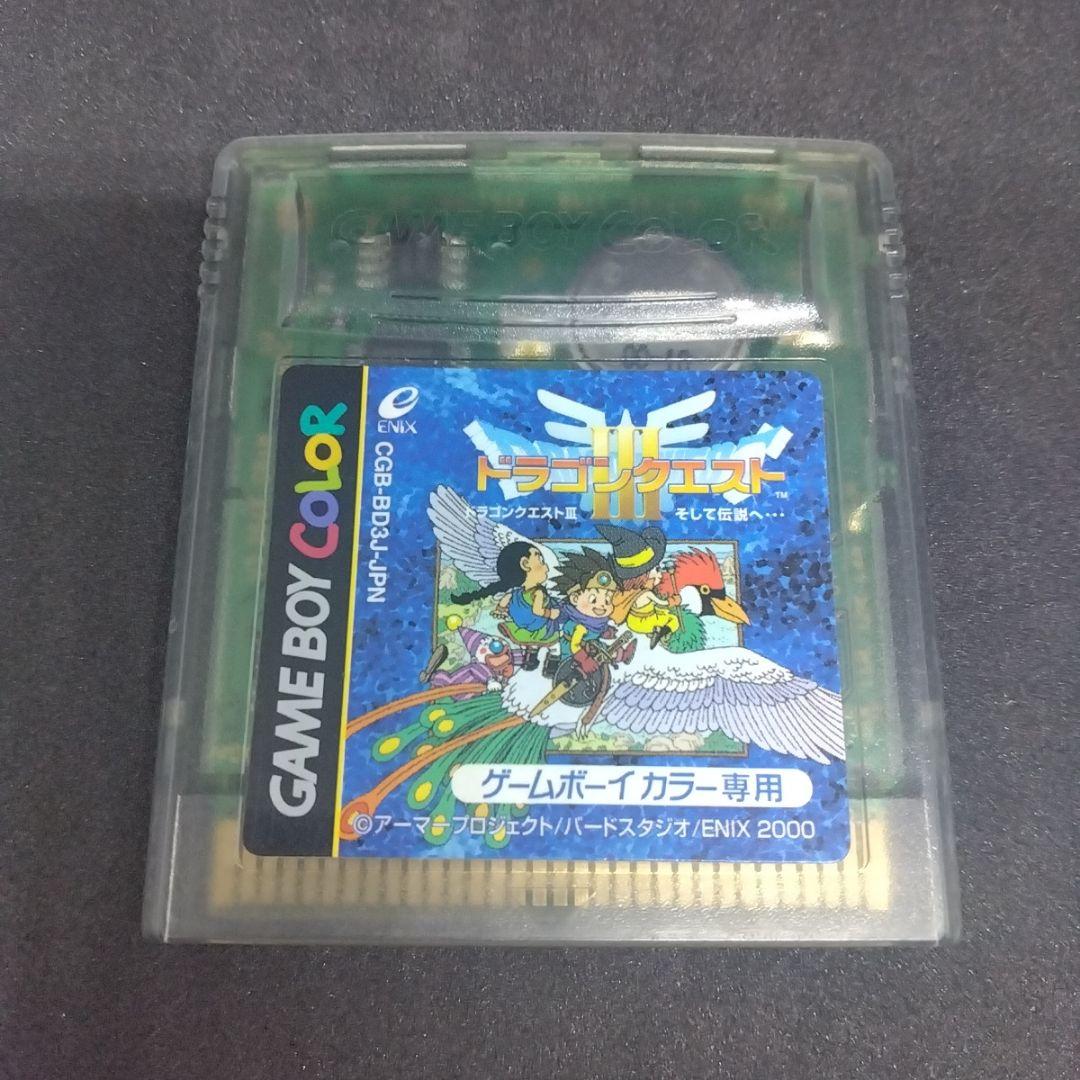 GAME BOY COLOR
GAME BOY COLOR
ENIX
CGB-BD3J-JPN
III
ドラゴンクエスト
TM
ドラゴンクエストIII そして伝説へ・・・
ゲームボーイ カラー専用
©アーマープロジェクト/バードスタジオ/ENIX 2000